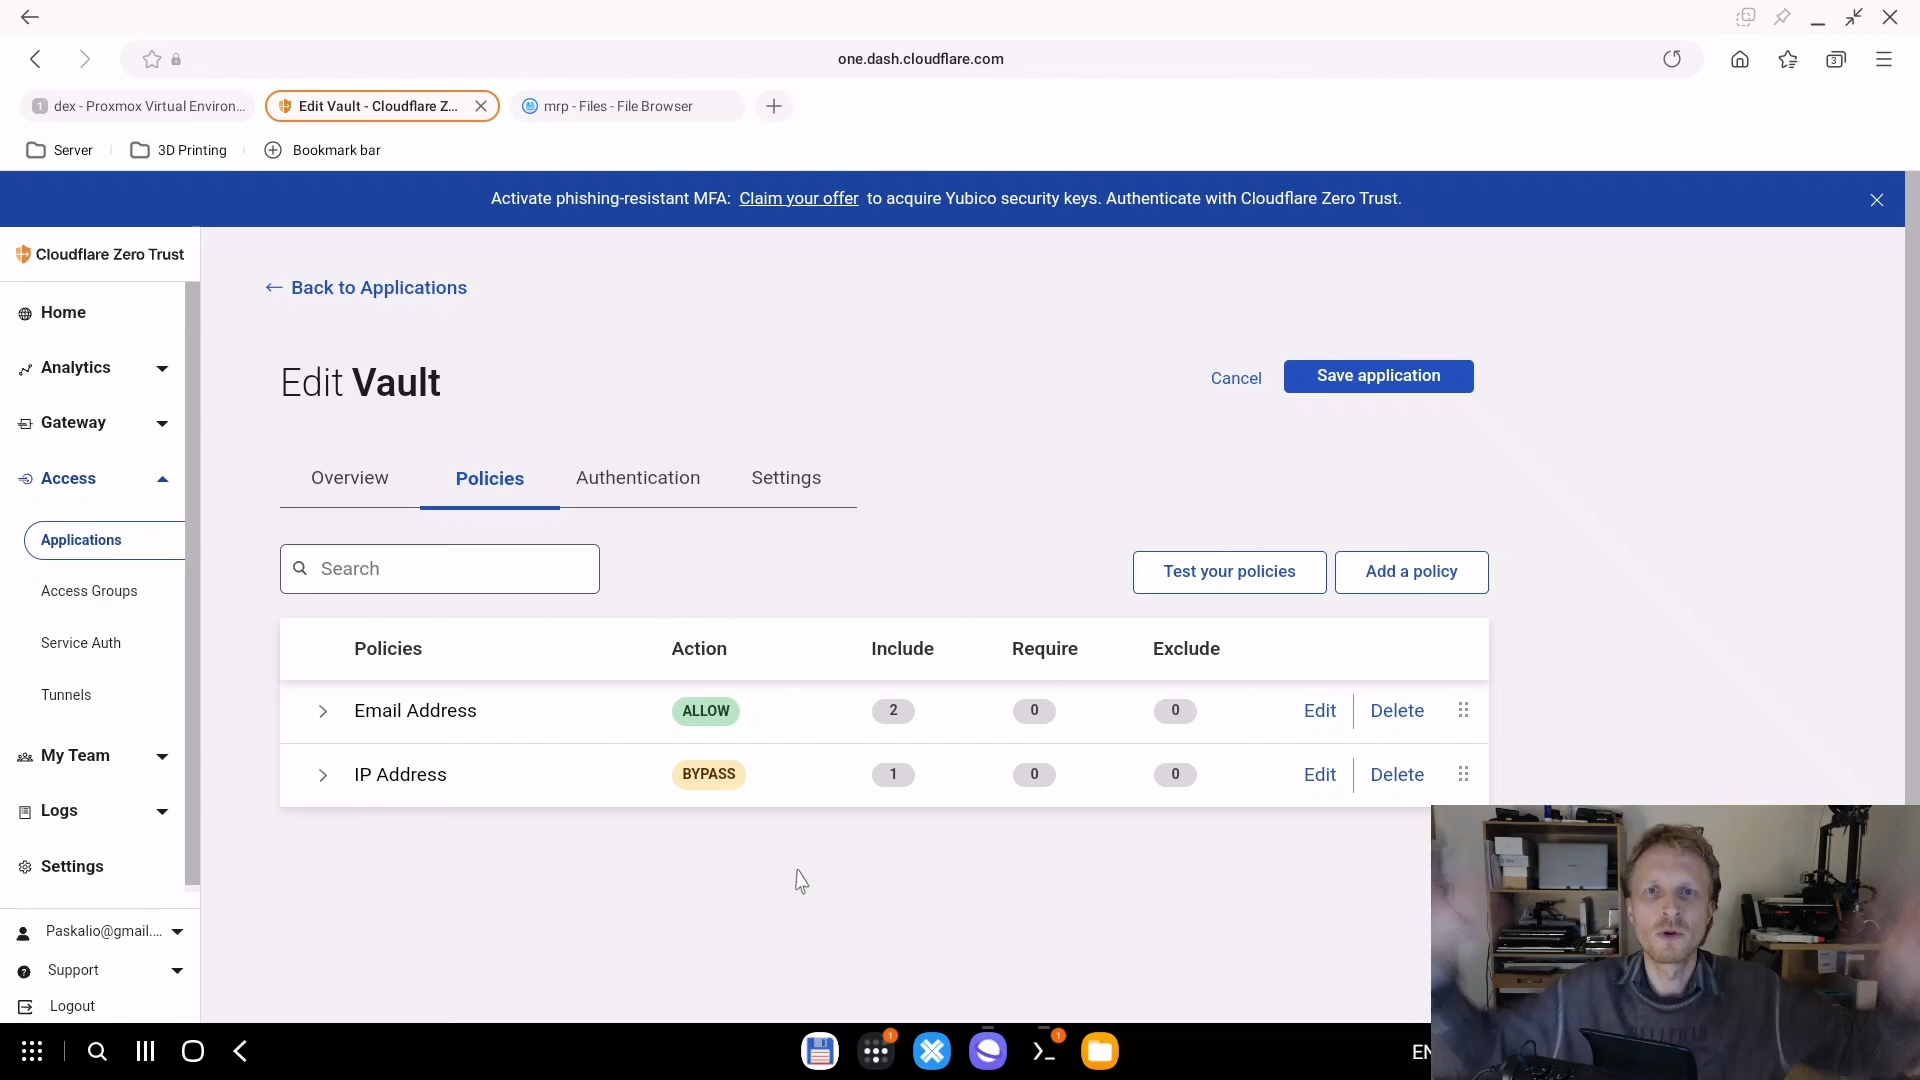 one.dash.cloudflare.com
3
1 dex - Proxmox Virtual Environ...
Edit Vault - Cloudflare Z...
mrp - Files - File Browser
Server
3D Printing
Bookmark bar
Activate phishing-resistant MFA: Claim your offer to acquire Yubico security keys. Authenticate with Cloudflare Zero Trust.
Cloudflare Zero Trust
Home
Analytics
Gateway
Access
Applications
Access Groups
Service Auth
Tunnels
My Team
Logs
Settings
Paskalio@gmail....
Support
Logout
← Back to Applications
Edit Vault
Cancel
Save application
Overview
Policies
Authentication
Settings
Search
Test your policies
Add a policy
Policies Action Include Require Exclude
Email Address ALLOW 2 0 0 Edit Delete
IP Address BYPASS 1 0 0 Edit Delete
1
1
EN